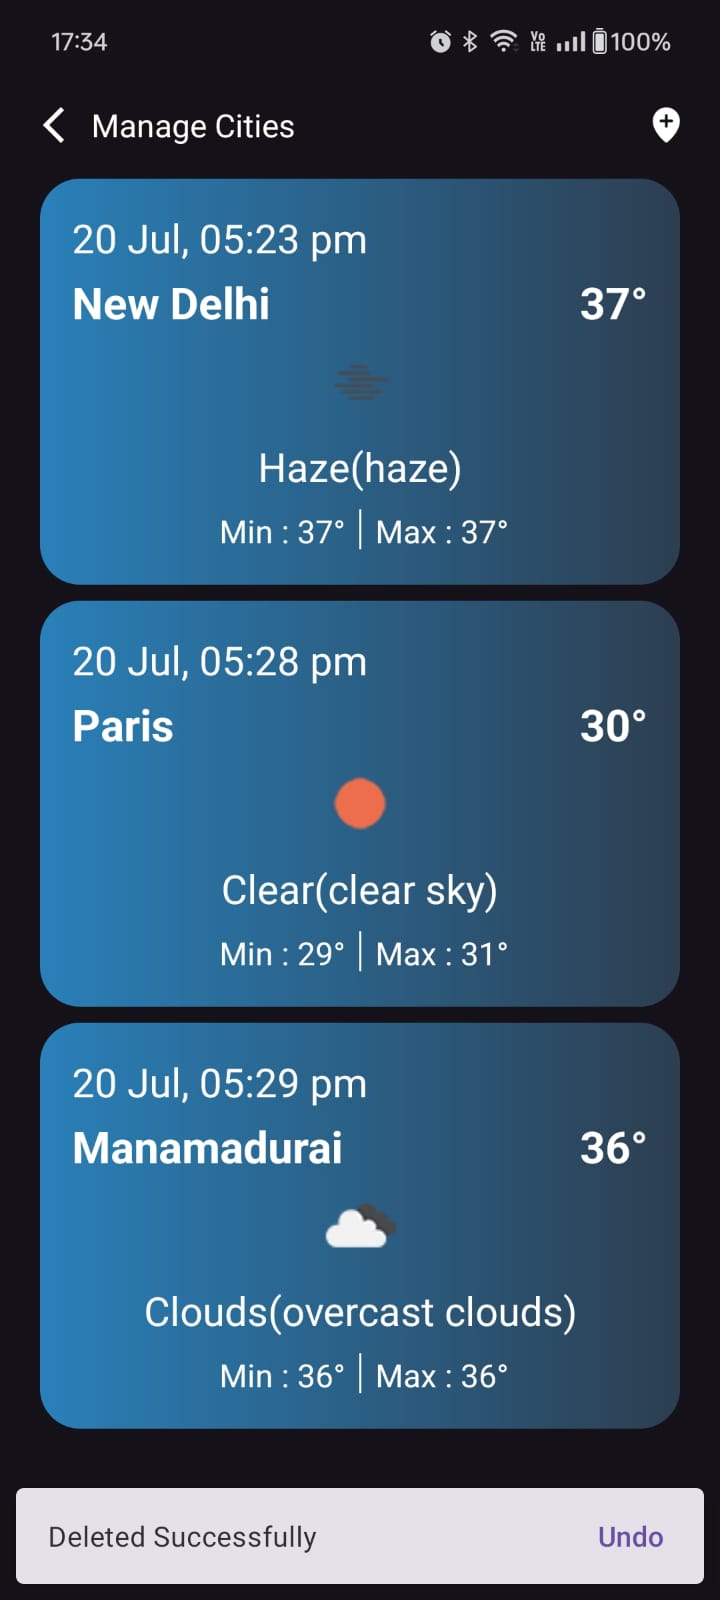 17:34 Vo LTE 100%
Manage Cities
20 Jul, 05:23 pm
New Delhi 37°
Haze(haze)
Min : 37° | Max : 37°
20 Jul, 05:28 pm
Paris 30°
Clear(clear sky)
Min : 29° | Max : 31°
20 Jul, 05:29 pm
Manamadurai 36°
Clouds(overcast clouds)
Min : 36° | Max : 36°
Deleted Successfully Undo